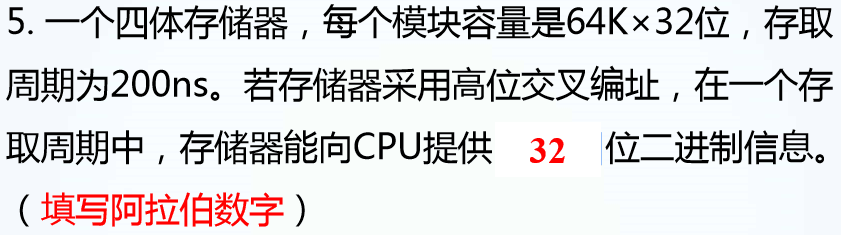 5. 一个四体存储器，每个模块容量是64K×32位，存取
周期为200ns。若存储器采用高位交叉编址，在一个存
取周期中，存储器能向CPU提供 32 位二进制信息。
（填写阿拉伯数字）